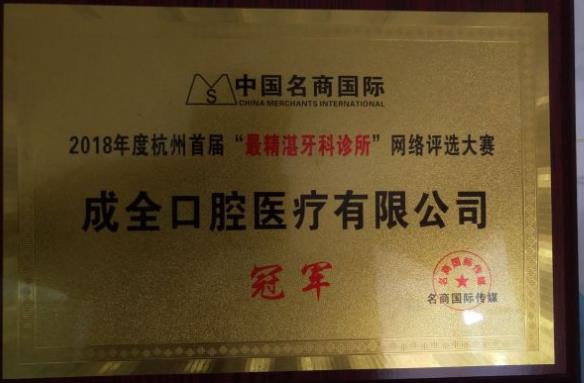 中国名商国际
CHINA MERCHANTS INTERNATIONAL
MS
2018年度杭州首届“最精湛牙科诊所”网络评选大赛
成全口腔医疗有限公司
冠军
名商国际传媒
名商国际传媒